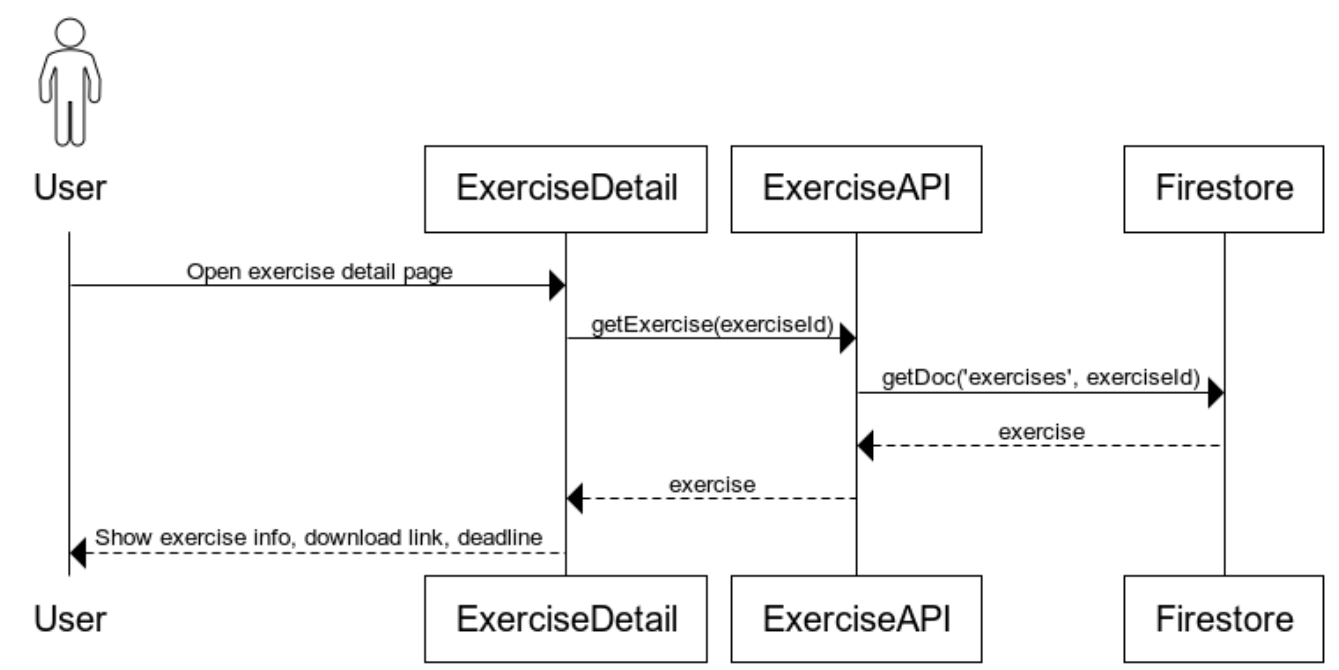 User
ExerciseDetail
ExerciseAPI
Firestore
Open exercise detail page
getExercise(exerciseId)
getDoc('exercises', exerciseId)
exercise
exercise
Show exercise info, download link, deadline
User
ExerciseDetail
ExerciseAPI
Firestore